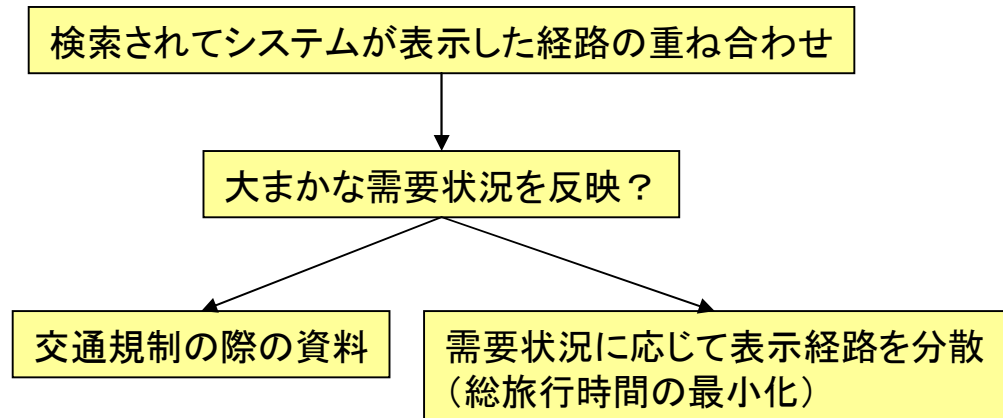 検索されてシステムが表示した経路の重ね合わせ
大まかな需要状況を反映？
交通規制の際の資料
需要状況に応じて表示経路を分散
（総旅行時間の最小化）